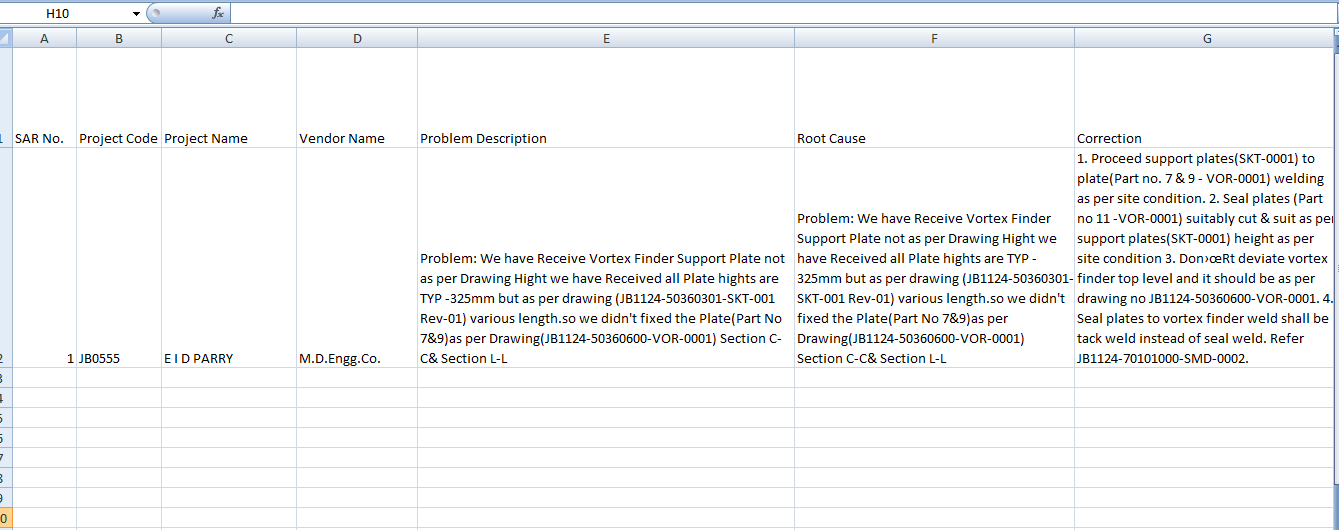 H10
fx
A B C D E F G
1 SAR No. Project Code Project Name Vendor Name Problem Description Root Cause Correction
2 1 JB0555 E I D PARRY M.D.Engg.Co.
Problem: We have Receive Vortex Finder Support Plate not
as per Drawing Hight we have Received all Plate hights are
TYP -325mm but as per drawing (JB1124-50360301-SKT-001
Rev-01) various length.so we didn't fixed the Plate(Part No
7&9)as per Drawing(JB1124-50360600-VOR-0001) Section C-
C& Section L-L
Problem: We have Receive Vortex Finder
Support Plate not as per Drawing Hight we
have Received all Plate hights are TYP -
325mm but as per drawing (JB1124-50360301-
SKT-001 Rev-01) various length.so we didn't
fixed the Plate(Part No 7&9)as per
Drawing(JB1124-50360600-VOR-0001)
Section C-C& Section L-L
1. Proceed support plates(SKT-0001) to
plate(Part no. 7 & 9 - VOR-0001) welding
as per site condition. 2. Seal plates (Part
no 11 -VOR-0001) suitably cut & suit as per
support plates(SKT-0001) height as per
site condition 3. Don›œRt deviate vortex
finder top level and it should be as per
drawing no JB1124-50360600-VOR-0001. 4.
Seal plates to vortex finder weld shall be
tack weld instead of seal weld. Refer
JB1124-70101000-SMD-0002.
3
4
5
6
7
8
9
0